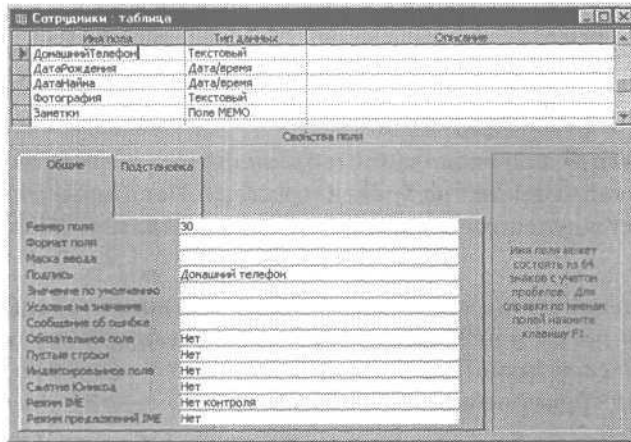 Сотрудники : таблица
Имя поля Тип данных Описание
ДомашнийТелефон Текстовый
ДатаРождения Дата/время
ДатаНайма Дата/время
Фотография Текстовый
Заметки Поле МЕМО
Свойства поля
Общие Подстановка
Размер поля 30
Формат поля
Маска ввода
Подпись Домашний телефон
Значение по умолчанию
Условие на значение
Сообщение об ошибке
Обязательное поле Нет
Пустые строки Нет
Индексированное поле Нет
Сжатие Юникод Нет
Режим IME Нет контроля
Режим предложений IME Нет
Имя поля может
состоять из 64
знаков с учетом
пробелов. Для
справки по именам
полей нажмите
клавишу F1.